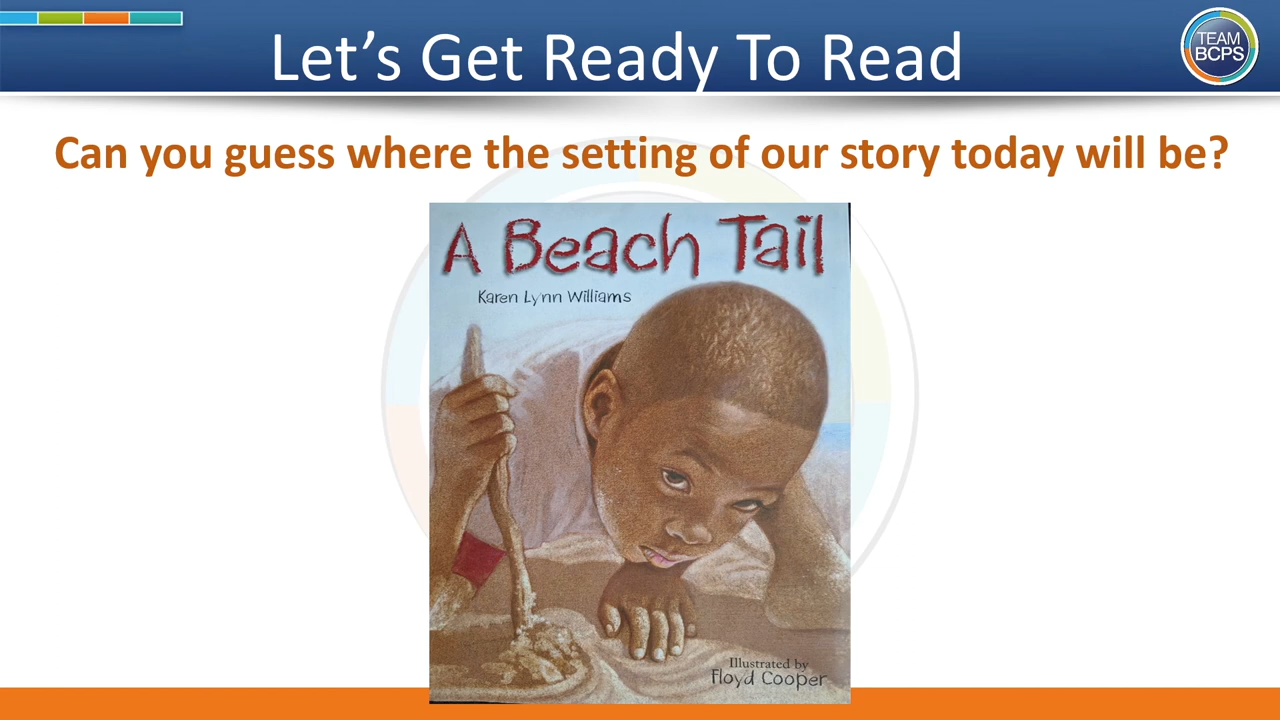 Let's Get Ready To Read
TEAM
BCPS
Can you guess where the setting of our story today will be?
A Beach Tail
Karen Lynn Williams
Illustrated by
Floyd Cooper